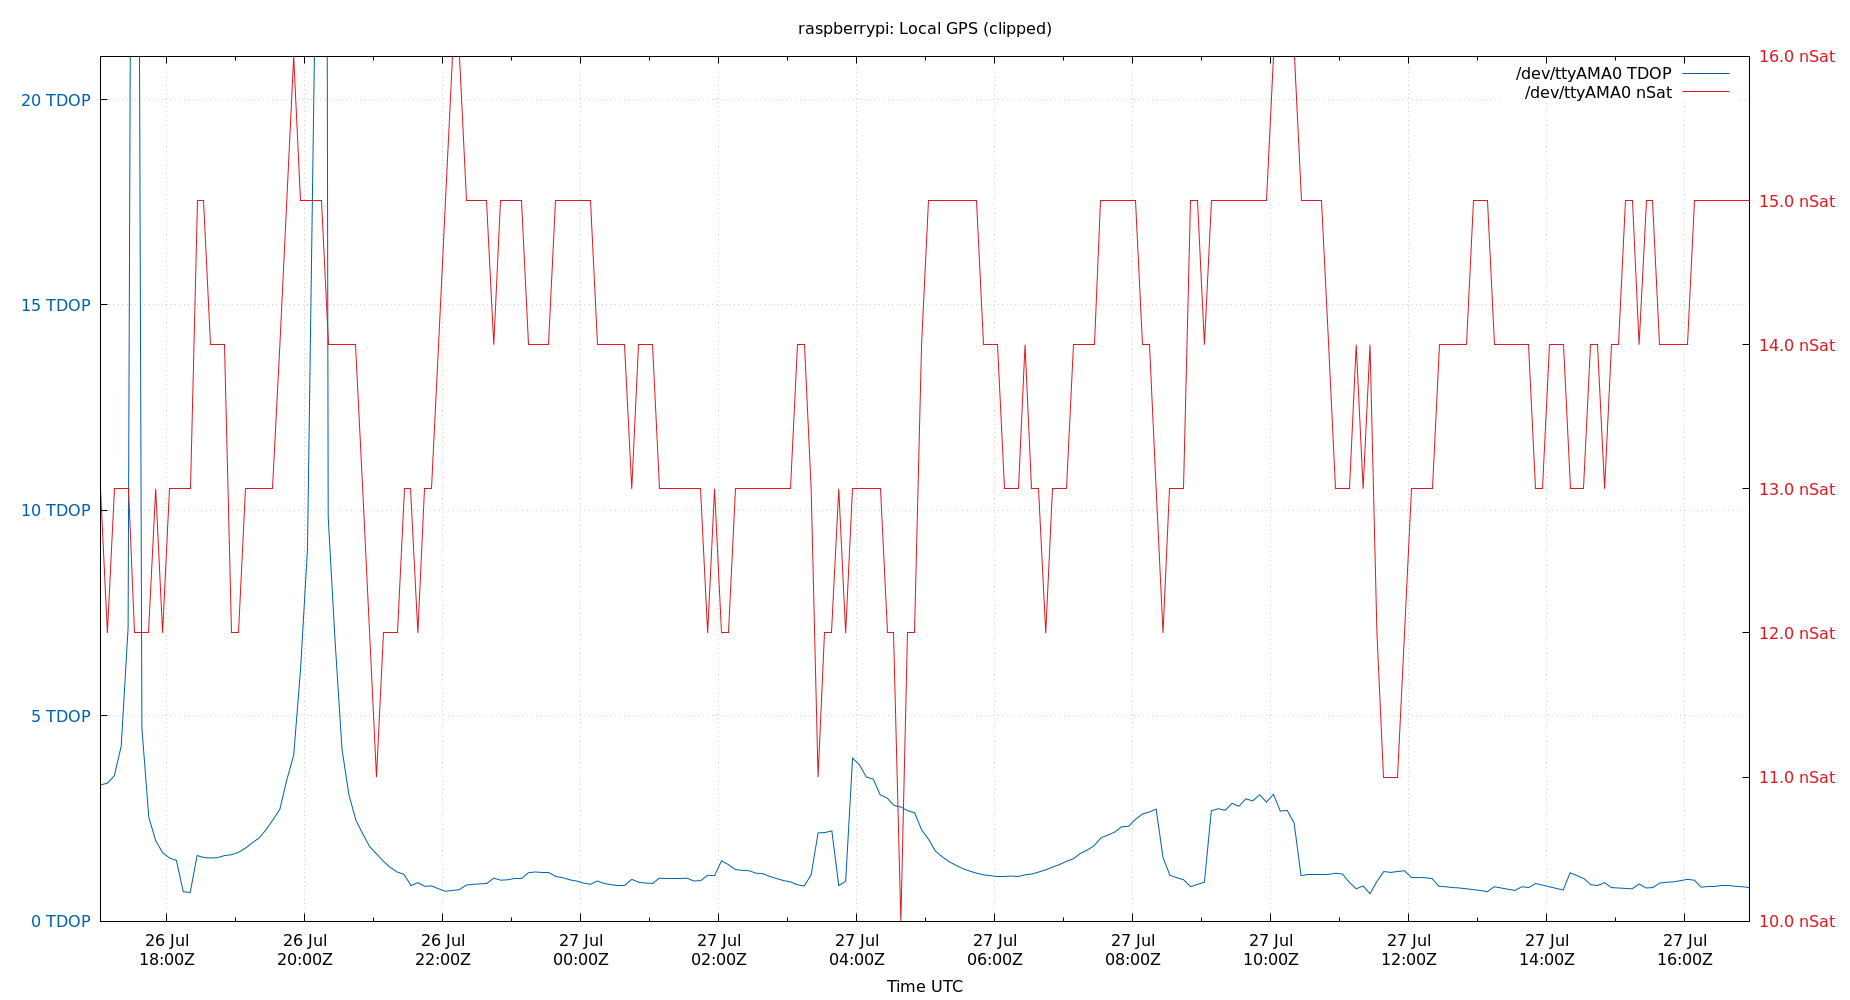 raspberrypi: Local GPS (clipped)
/dev/ttyAMA0 TDOP
/dev/ttyAMA0 nSat
20 TDOP
15 TDOP
10 TDOP
5 TDOP
0 TDOP
16.0 nSat
15.0 nSat
14.0 nSat
13.0 nSat
12.0 nSat
11.0 nSat
10.0 nSat
26 Jul 26 Jul 26 Jul 27 Jul 27 Jul 27 Jul 27 Jul 27 Jul 27 Jul 27 Jul 27 Jul 27 Jul
18:00Z 20:00Z 22:00Z 00:00Z 02:00Z 04:00Z 06:00Z 08:00Z 10:00Z 12:00Z 14:00Z 16:00Z
Time UTC